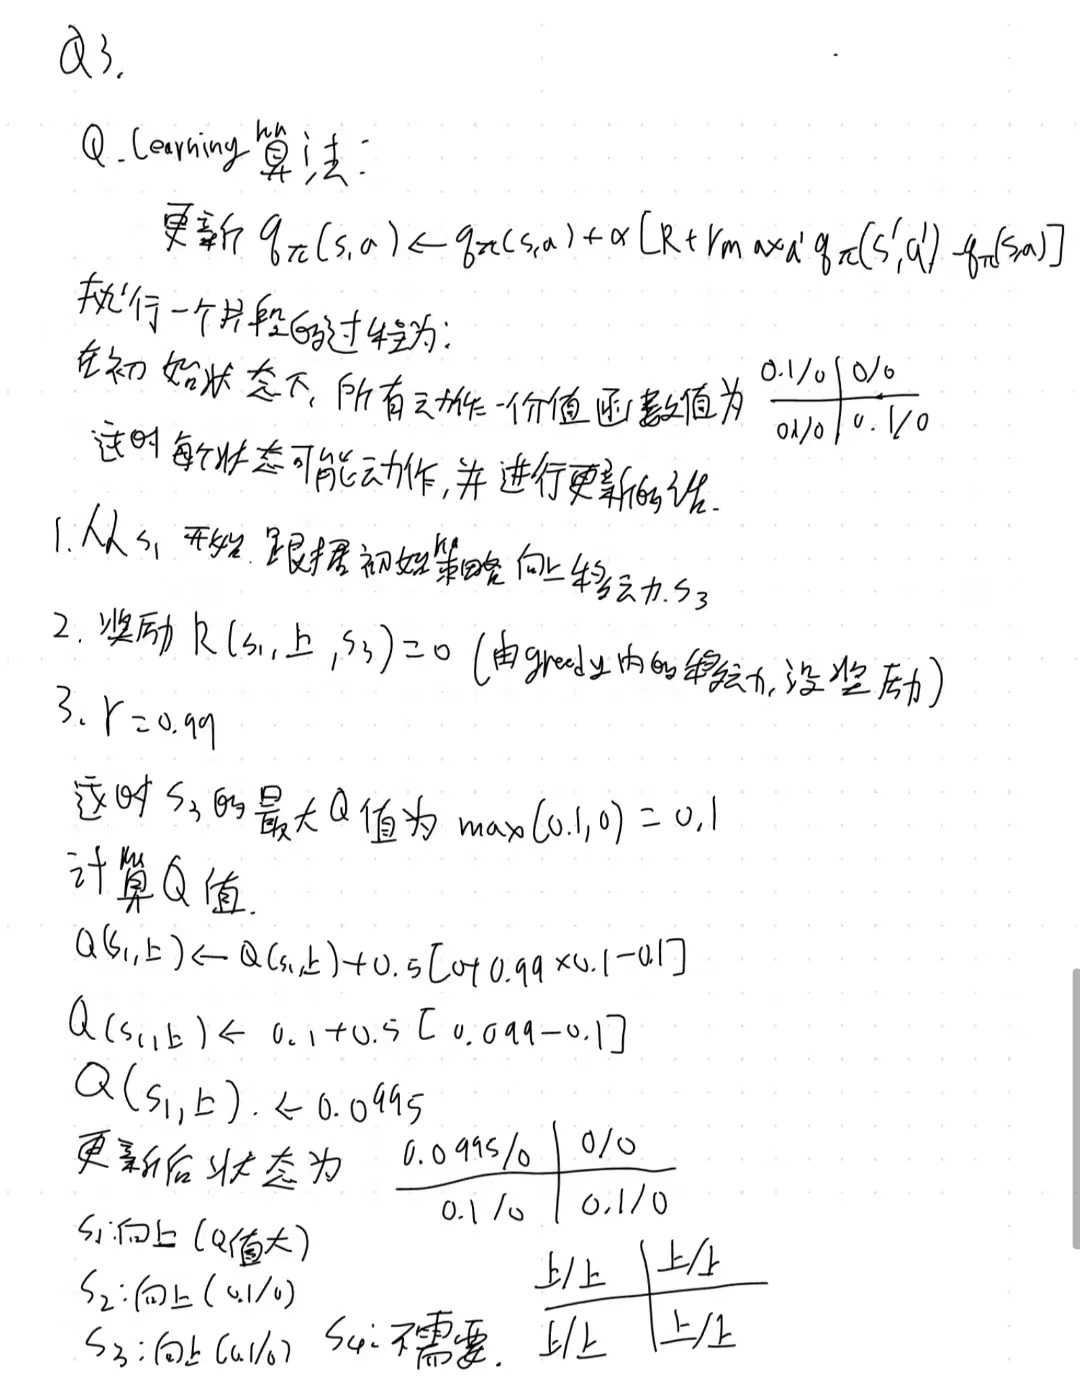 Q3.
Q-Learning算法:
更新 qπ(s,a) ← qπ(s,a)+α[R+rmaxa' qπ(s',a')-qπ(s,a)]
执行一个片段的过程为:
在初始状态下,所有动作-价值函数值为 0.1/0 | 0/0
0.1/0 | 0.1/0
这时每个状态可能动作,并进行更新的话.
1.从 s1 开始.跟据初始策略向上移动.s3
2.奖励 R(s1,上,s3)=0 (由greedy内的移动,没奖励)
3. r=0.99
这时 s3的最大Q值为 max(0.1,0)=0.1
计算Q值.
Q(s1,上)← Q(s1,上)+0.5[0+0.99×0.1-0.1]
Q(s1,上)← 0.1+0.5[0.099-0.1]
Q(s1,上).←0.0995
更新后状态为 0.0995/0 | 0/0
0.1/0 | 0.1/0
s1:向上(Q值大)
s2:向上(0.1/0)
上/上 | 上/上
s3:向上(0.1/0) s4:不需要.
上/上 | 上/上